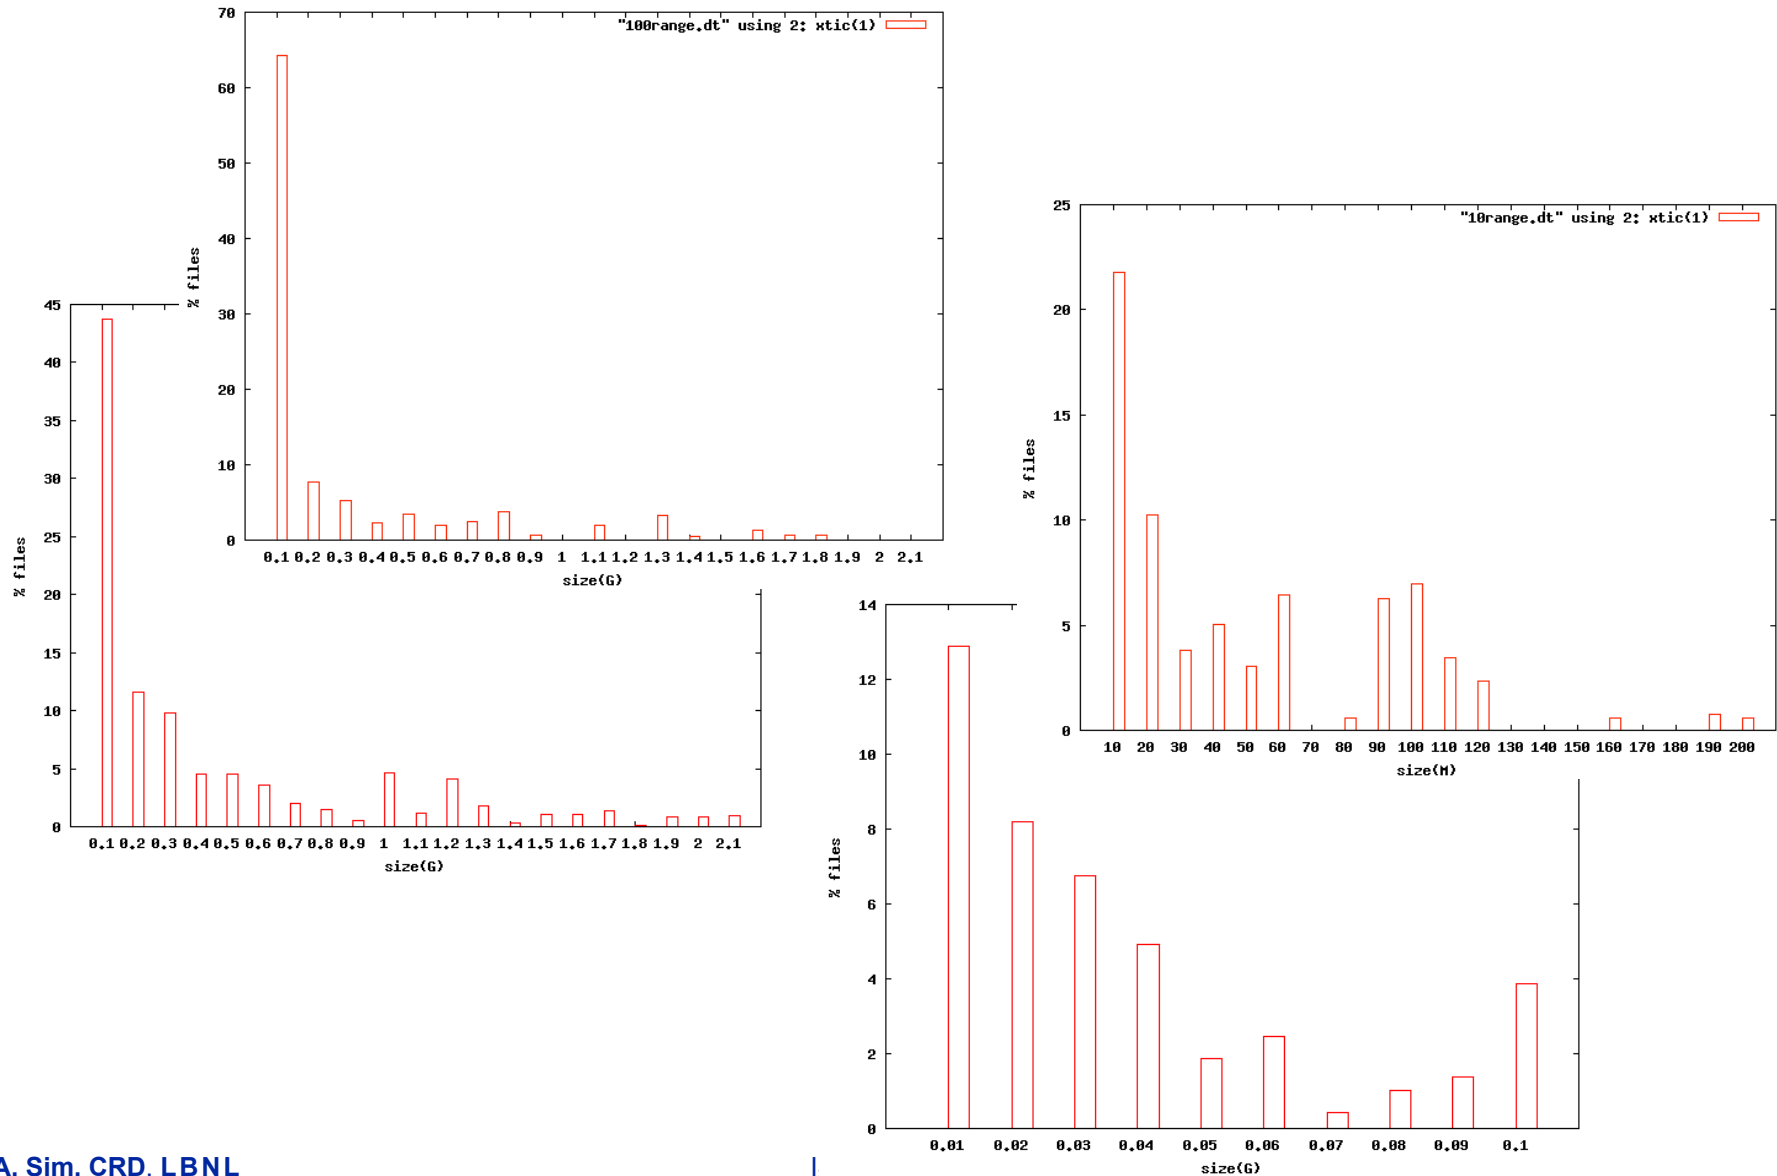 70
60
50
40
30
20
10
0
% files
"100range.dt" using 2: xtic(1)
0.1 0.2 0.3 0.4 0.5 0.6 0.7 0.8 0.9 1 1.1 1.2 1.3 1.4 1.5 1.6 1.7 1.8 1.9 2 2.1
size(G)
25
20
15
10
5
0
% files
"10range.dt" using 2: xtic(1)
10 20 30 40 50 60 70 80 90 100 110 120 130 140 150 160 170 180 190 200
size(M)
45
40
35
30
25
20
15
10
5
0
% files
0.1 0.2 0.3 0.4 0.5 0.6 0.7 0.8 0.9 1 1.1 1.2 1.3 1.4 1.5 1.6 1.7 1.8 1.9 2 2.1
size(G)
14
12
10
8
6
4
2
0
% files
0.01 0.02 0.03 0.04 0.05 0.06 0.07 0.08 0.09 0.1
size(G)
A. Sim, CRD, LBNL